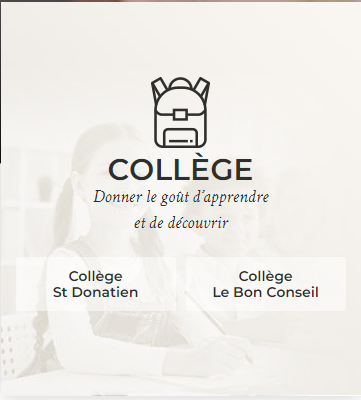 COLLÈGE
Donner le goût d'apprendre
et de découvrir
Collège
St Donatien
Collège
Le Bon Conseil